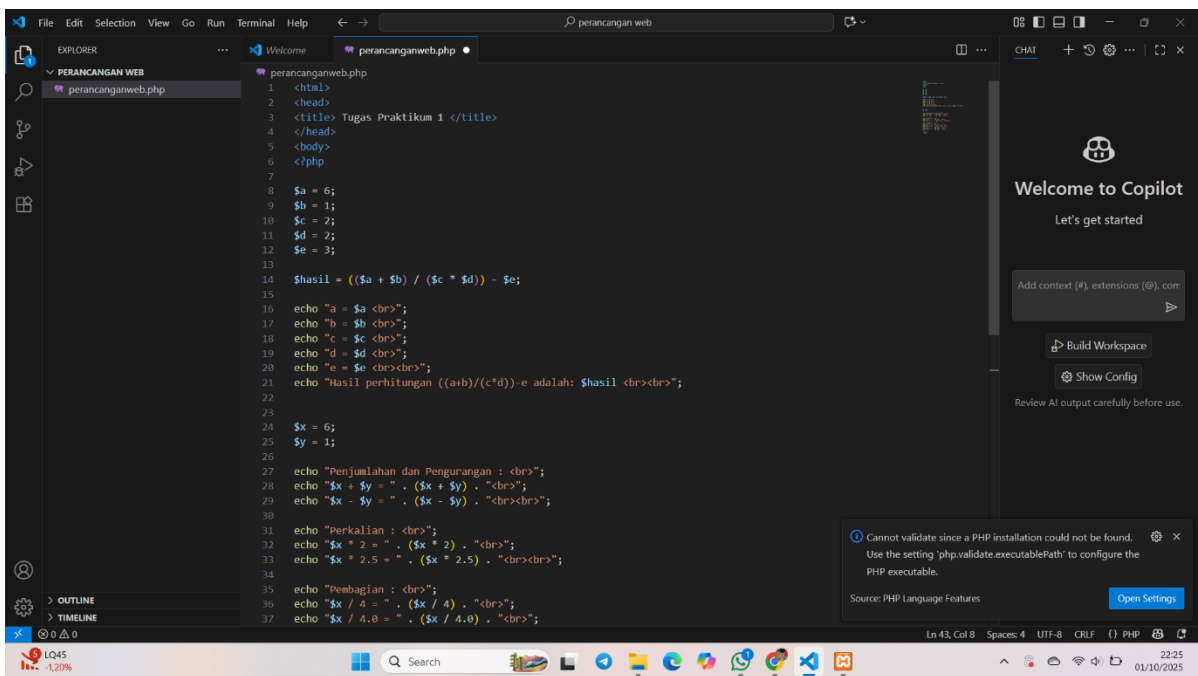 File Edit Selection View Go Run Terminal Help
perancangan web
EXPLORER
Welcome
perancanganweb.php
CHAT
PERANCANGAN WEB
perancanganweb.php
1
perancanganweb.php
1 <html>
2 <head>
3 <title> Tugas Praktikum 1 </title>
4 </head>
5 <body>
6 <?php
7
8 $a = 6;
9 $b = 1;
10 $c = 2;
11 $d = 2;
12 $e = 3;
13
14 $hasil = (($a + $b) / ($c * $d)) - $e;
15
16 echo "a = $a <br>";
17 echo "b = $b <br>";
18 echo "c = $c <br>";
19 echo "d = $d <br>";
20 echo "e = $e <br><br>";
21 echo "Hasil perhitungan ((a+b)/(c*d))-e adalah: $hasil <br><br>";
22
23
24 $x = 6;
25 $y = 1;
26
27 echo "Penjumlahan dan Pengurangan : <br>";
28 echo "$x + $y = " . ($x + $y) . "<br>";
29 echo "$x - $y = " . ($x - $y) . "<br><br>";
30
31 echo "Perkalian : <br>";
32 echo "$x * 2 = " . ($x * 2) . "<br>";
33 echo "$x * 2.5 = " . ($x * 2.5) . "<br><br>";
34
35 echo "Pembagian : <br>";
36 echo "$x / 4 = " . ($x / 4) . "<br>";
37 echo "$x / 4.0 = " . ($x / 4.0) . "<br>";
Welcome to Copilot
Let's get started
Add context (#), extensions (@), com
Build Workspace
Show Config
Review AI output carefully before use.
Cannot validate since a PHP installation could not be found.
Use the setting 'php.validate.executablePath' to configure the
PHP executable.
Source: PHP Language Features
Open Settings
OUTLINE
TIMELINE
0 0
Ln 43, Col 8 Spaces: 4 UTF-8 CRLF {} PHP
5
LQ45
-1,20%
Search
22:25
01/10/2025